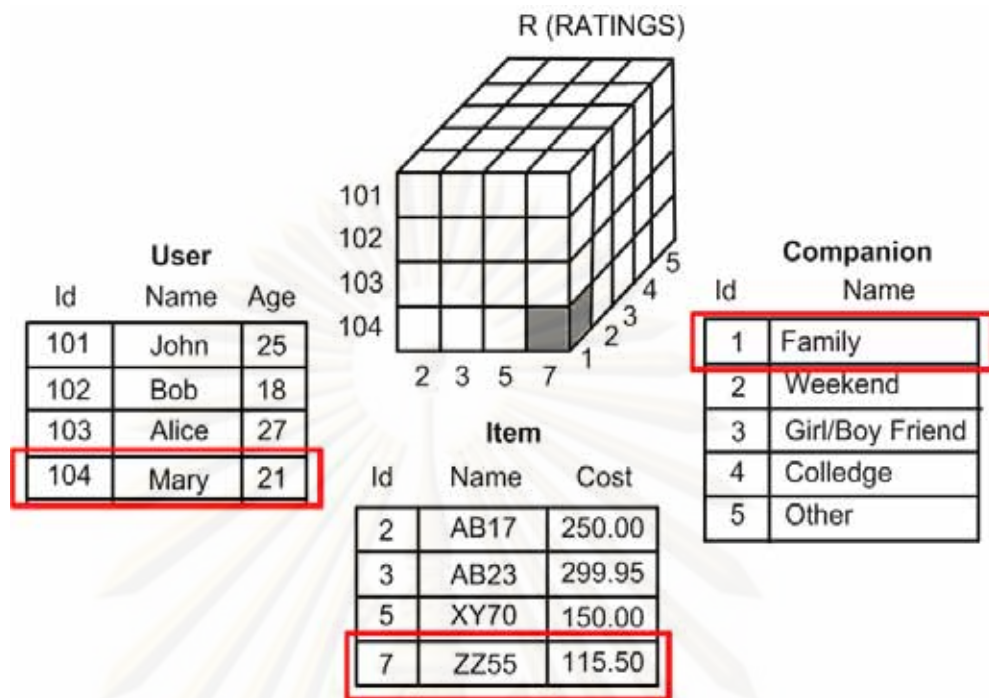 R (RATINGS)
101
102
103
104
2 3 5 7
1 2 3 4 5
User
Id Name Age
101 John 25
102 Bob 18
103 Alice 27
104 Mary 21
Item
Id Name Cost
2 AB17 250.00
3 AB23 299.95
5 XY70 150.00
7 ZZ55 115.50
Companion
Id Name
1 Family
2 Weekend
3 Girl/Boy Friend
4 Colledge
5 Other